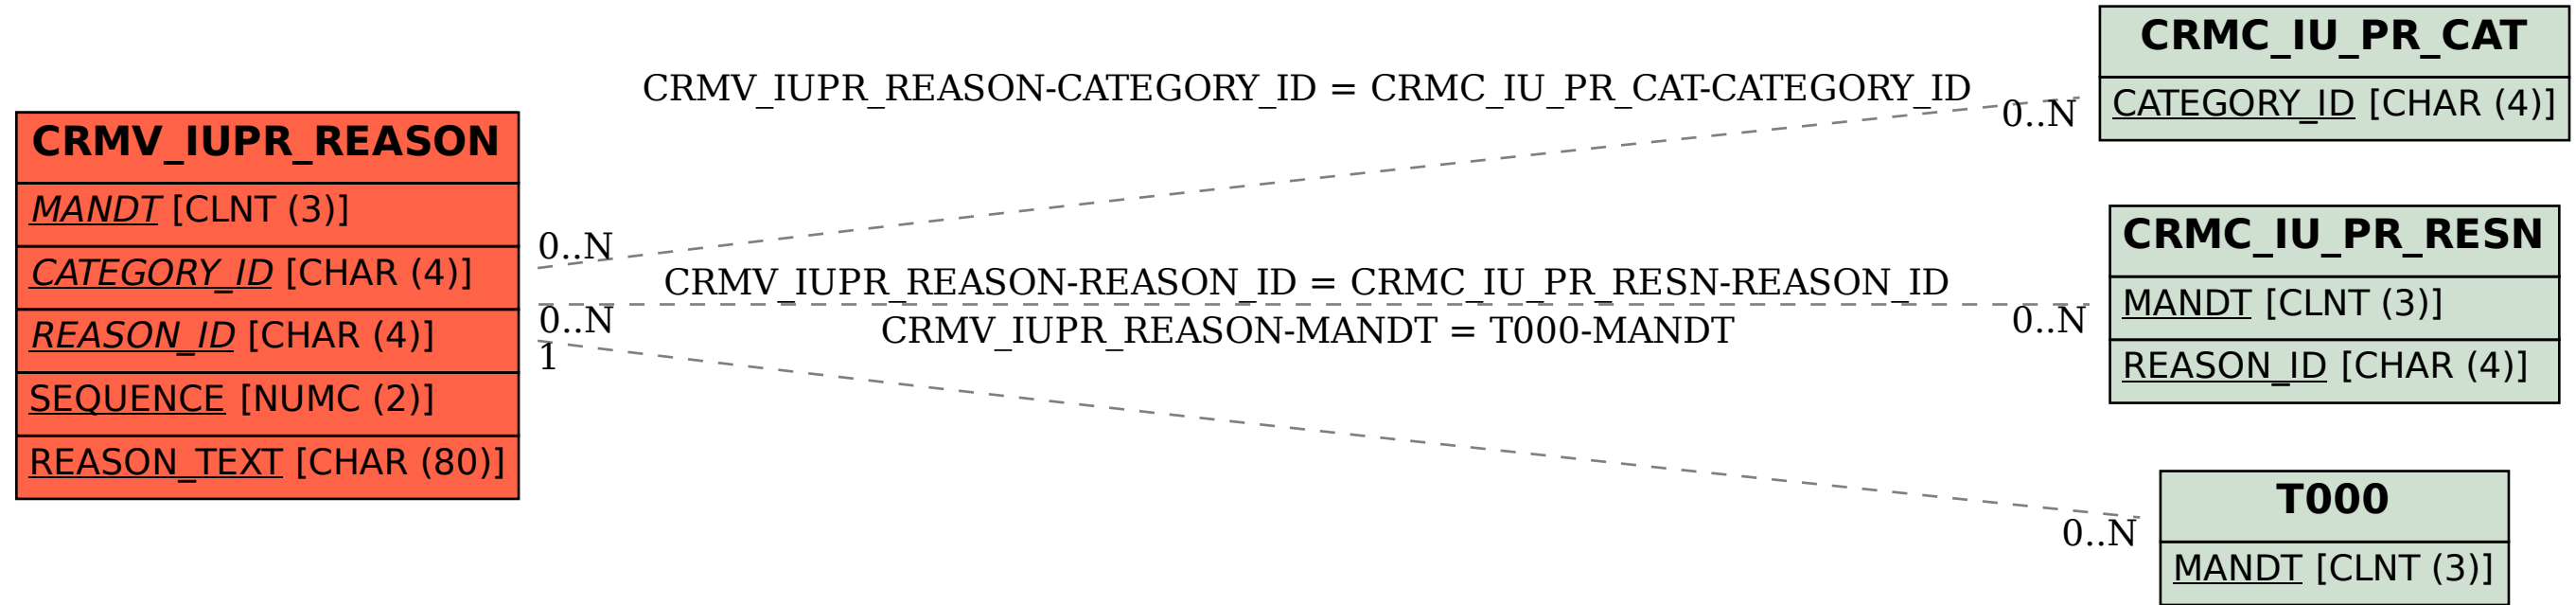 CRMV_IUPR_REASON
MANDT [CLNT (3)]
CATEGORY_ID [CHAR (4)]
REASON_ID [CHAR (4)]
SEQUENCE [NUMC (2)]
REASON_TEXT [CHAR (80)]
CRMV_IUPR_REASON-CATEGORY_ID = CRMC_IU_PR_CAT-CATEGORY_ID
0..N
0..N
CRMV_IUPR_REASON-REASON_ID = CRMC_IU_PR_RESN-REASON_ID
0..N
0..N
CRMV_IUPR_REASON-MANDT = T000-MANDT
1
0..N
CRMC_IU_PR_CAT
CATEGORY_ID [CHAR (4)]
CRMC_IU_PR_RESN
MANDT [CLNT (3)]
REASON_ID [CHAR (4)]
T000
MANDT [CLNT (3)]